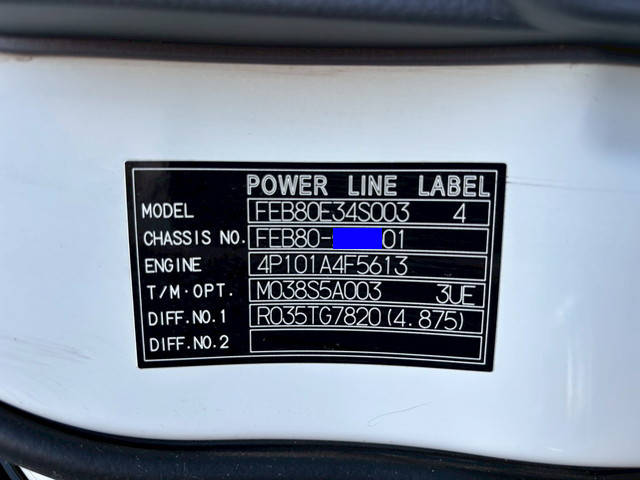 POWER LINE LABEL
MODEL FEB80E34S003 4
CHASSIS NO. FEB80- 01
ENGINE 4P101A4F5613
T/M·OPT. M038S5A003 3UE
DIFF.NO.1 R035TG7820(4.875)
DIFF.NO.2